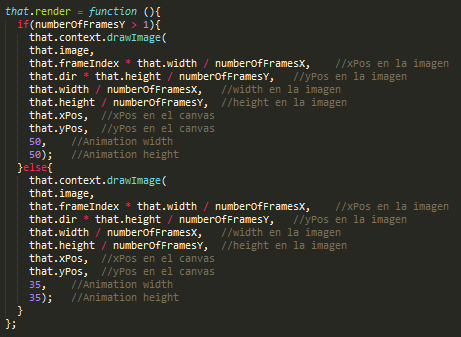 that.render = function (){
if(numberOfFramesY > 1){
that.context.drawImage(
that.image,
that.frameIndex * that.width / numberOfFramesX,    //xPos en la imagen
that.dir * that.height / numberOfFramesY,   //yPos en la imagen
that.width / numberOfFramesX,   //width en la imagen
that.height / numberOfFramesY,  //height en la imagen
that.xPos,  //xPos en el canvas
that.yPos,  //yPos en el canvas
50,    //Animation width
50);   //Animation height
}else{
that.context.drawImage(
that.image,
that.frameIndex * that.width / numberOfFramesX,    //xPos en la imagen
that.dir * that.height / numberOfFramesY,   //yPos en la imagen
that.width / numberOfFramesX,   //width en la imagen
that.height / numberOfFramesY,  //height en la imagen
that.xPos,  //xPos en el canvas
that.yPos,  //yPos en el canvas
35,    //Animation width
35);   //Animation height
}
};